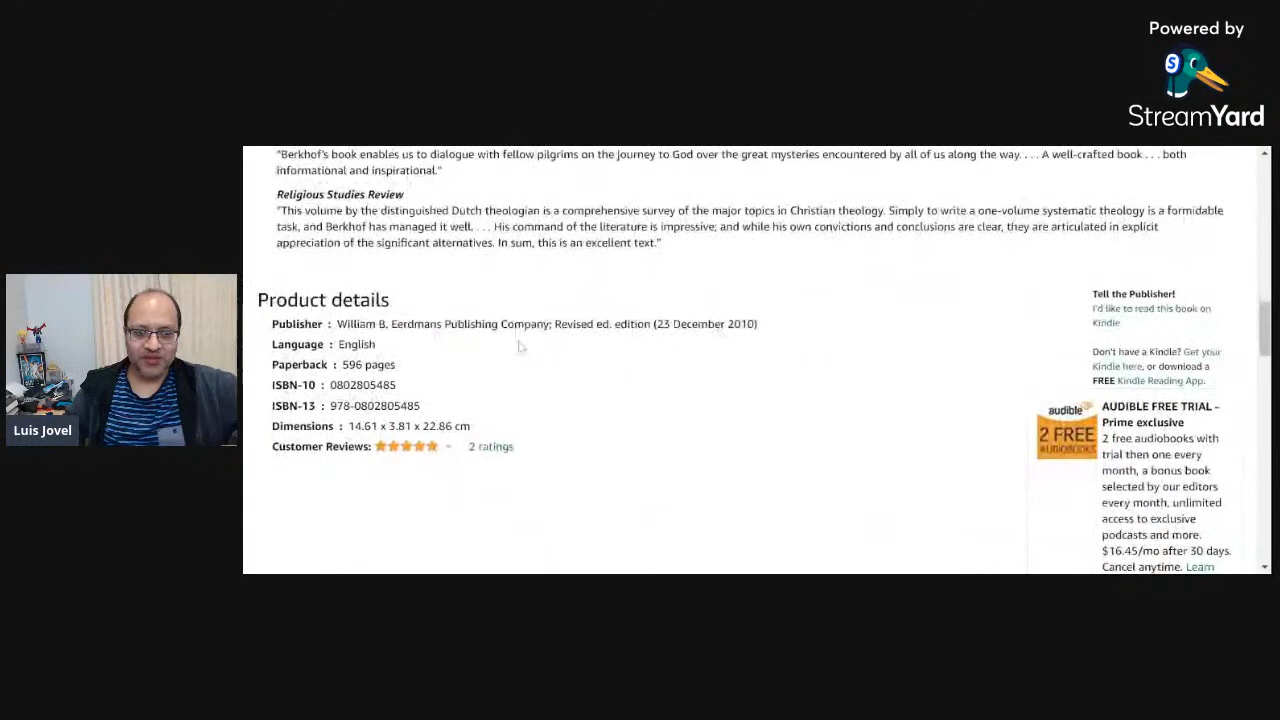 Powered by
S
StreamYard
"Berkhof's book enables us to dialogue with fellow pilgrims on the journey to God over the great mysteries encountered by all of us along the way. . . . A well-crafted book . . . both
informational and inspirational."
Religious Studies Review
"This volume by the distinguished Dutch theologian is a comprehensive survey of the major topics in Christian theology. Simply to write a one-volume systematic theology is a formidable
task, and Berkhof has managed it well. . . . His command of the literature is impressive; and while his own convictions and conclusions are clear, they are articulated in explicit
appreciation of the significant alternatives. In sum, this is an excellent text."
Product details
Publisher : William B. Eerdmans Publishing Company; Revised ed. edition (23 December 2010)
Language : English
Paperback : 596 pages
ISBN-10 : 0802805485
ISBN-13 : 978-0802805485
Dimensions : 14.61 x 3.81 x 22.86 cm
Customer Reviews: 2 ratings
Tell the Publisher!
I'd like to read this book on
Kindle
Don't have a Kindle? Get your
Kindle here, or download a
FREE Kindle Reading App.
audible
2 FREE
AUDIOBOOKS
AUDIBLE FREE TRIAL –
Prime exclusive
2 free audiobooks with
trial then one every
month, a bonus book
selected by our editors
every month, unlimited
access to exclusive
podcasts and more.
$16.45/mo after 30 days.
Cancel anytime. Learn
Luis Jovel